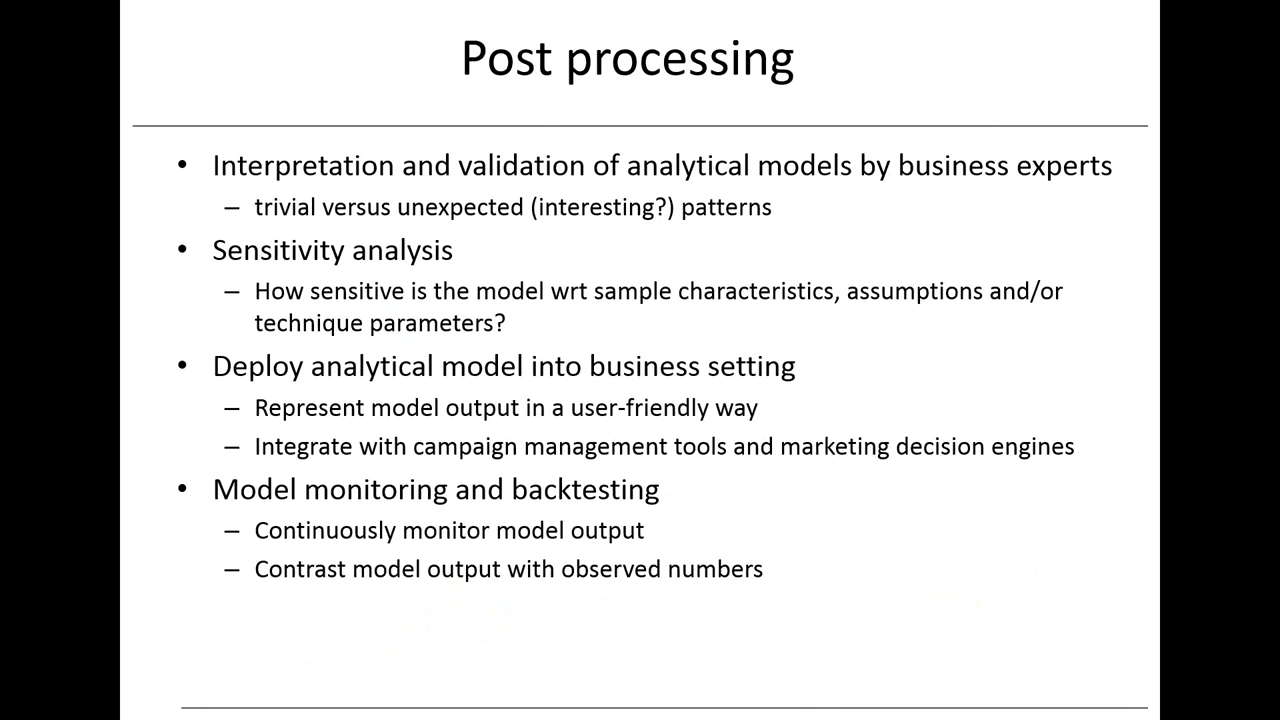 Post processing
• Interpretation and validation of analytical models by business experts
– trivial versus unexpected (interesting?) patterns
• Sensitivity analysis
– How sensitive is the model wrt sample characteristics, assumptions and/or
technique parameters?
• Deploy analytical model into business setting
– Represent model output in a user-friendly way
– Integrate with campaign management tools and marketing decision engines
• Model monitoring and backtesting
– Continuously monitor model output
– Contrast model output with observed numbers